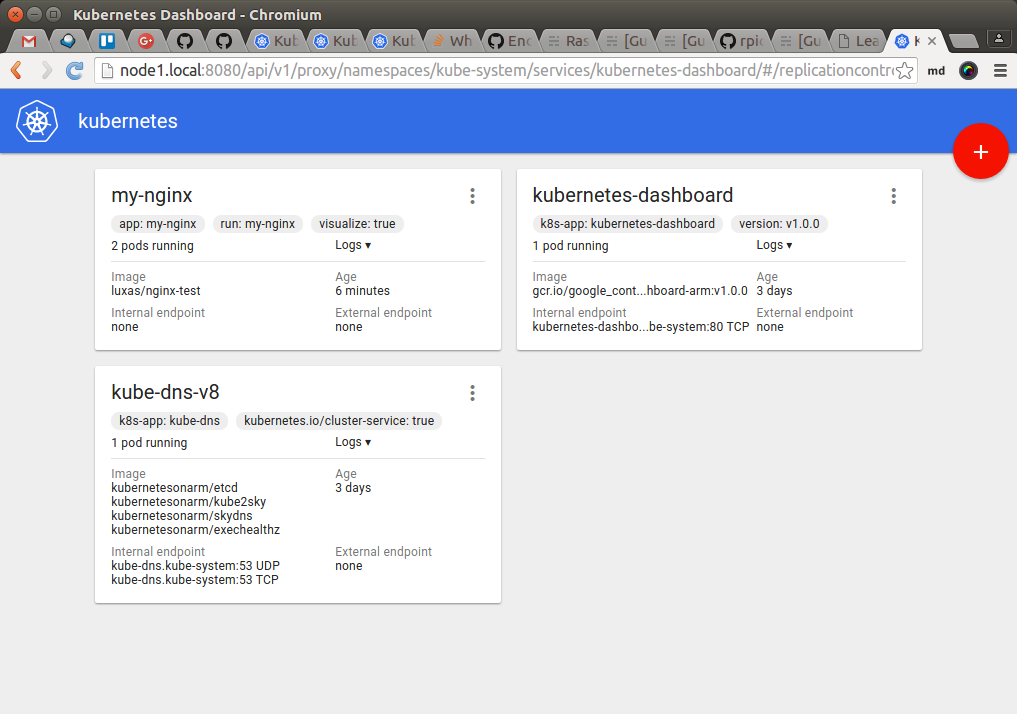 Kubernetes Dashboard - Chromium
Kub
Kub
Kub
Wh
Enc
Ras
[Gu
[Gu
rpi
[Gu
Lea
node1.local:8080/api/v1/proxy/namespaces/kube-system/services/kubernetes-dashboard/#/replicationcontr
md
kubernetes
+
my-nginx
app: my-nginx run: my-nginx visualize: true
2 pods running Logs ▾
Image Age
luxas/nginx-test 6 minutes
Internal endpoint External endpoint
none none
kubernetes-dashboard
k8s-app: kubernetes-dashboard version: v1.0.0
1 pod running Logs ▾
Image Age
gcr.io/google_cont...hboard-arm:v1.0.0 3 days
Internal endpoint External endpoint
kubernetes-dashbo...be-system:80 TCP none
kube-dns-v8
k8s-app: kube-dns kubernetes.io/cluster-service: true
1 pod running Logs ▾
Image Age
kubernetesonarm/etcd 3 days
kubernetesonarm/kube2sky
kubernetesonarm/skydns
kubernetesonarm/exechealthz
Internal endpoint External endpoint
kube-dns.kube-system:53 UDP none
kube-dns.kube-system:53 TCP